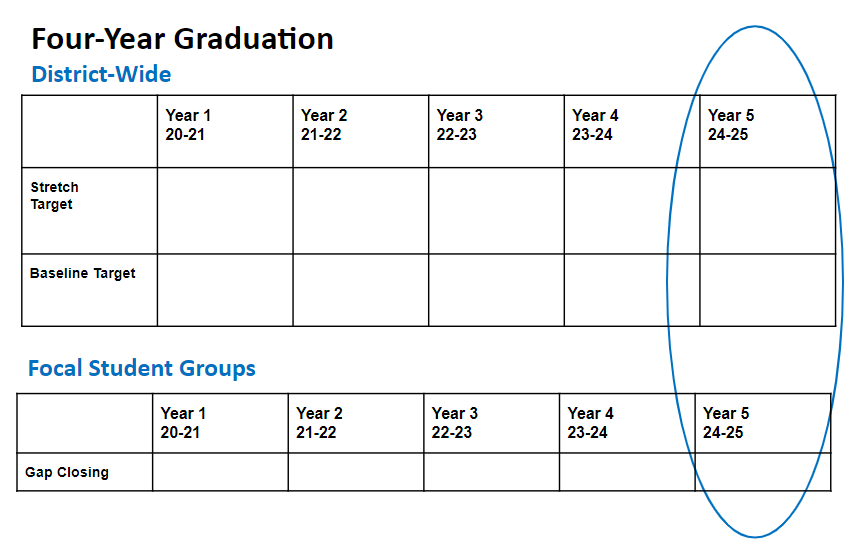 Four-Year Graduation
District-Wide
Year 1 Year 2 Year 3 Year 4 Year 5
20-21 21-22 22-23 23-24 24-25
Stretch
Target
Baseline Target
Focal Student Groups
Year 1 Year 2 Year 3 Year 4 Year 5
20-21 21-22 22-23 23-24 24-25
Gap Closing